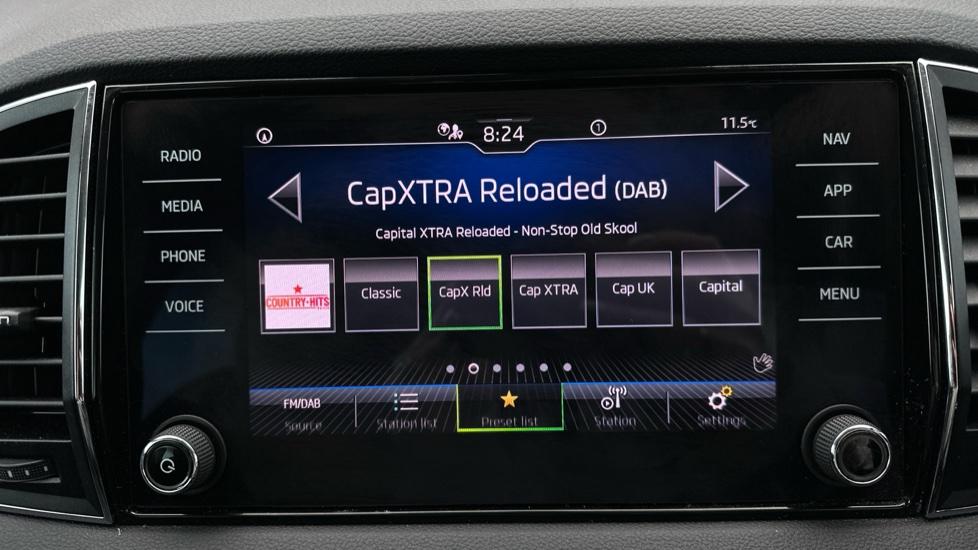 8:24
1
11.5°C
RADIO
MEDIA
PHONE
VOICE
NAV
APP
CAR
MENU
CapXTRA Reloaded (DAB)
Capital XTRA Reloaded - Non-Stop Old Skool
COUNTRY HITS
Classic
CapX Rld
Cap XTRA
Cap UK
Capital
FM/DAB
Source
Station list
Preset list
Station
Settings